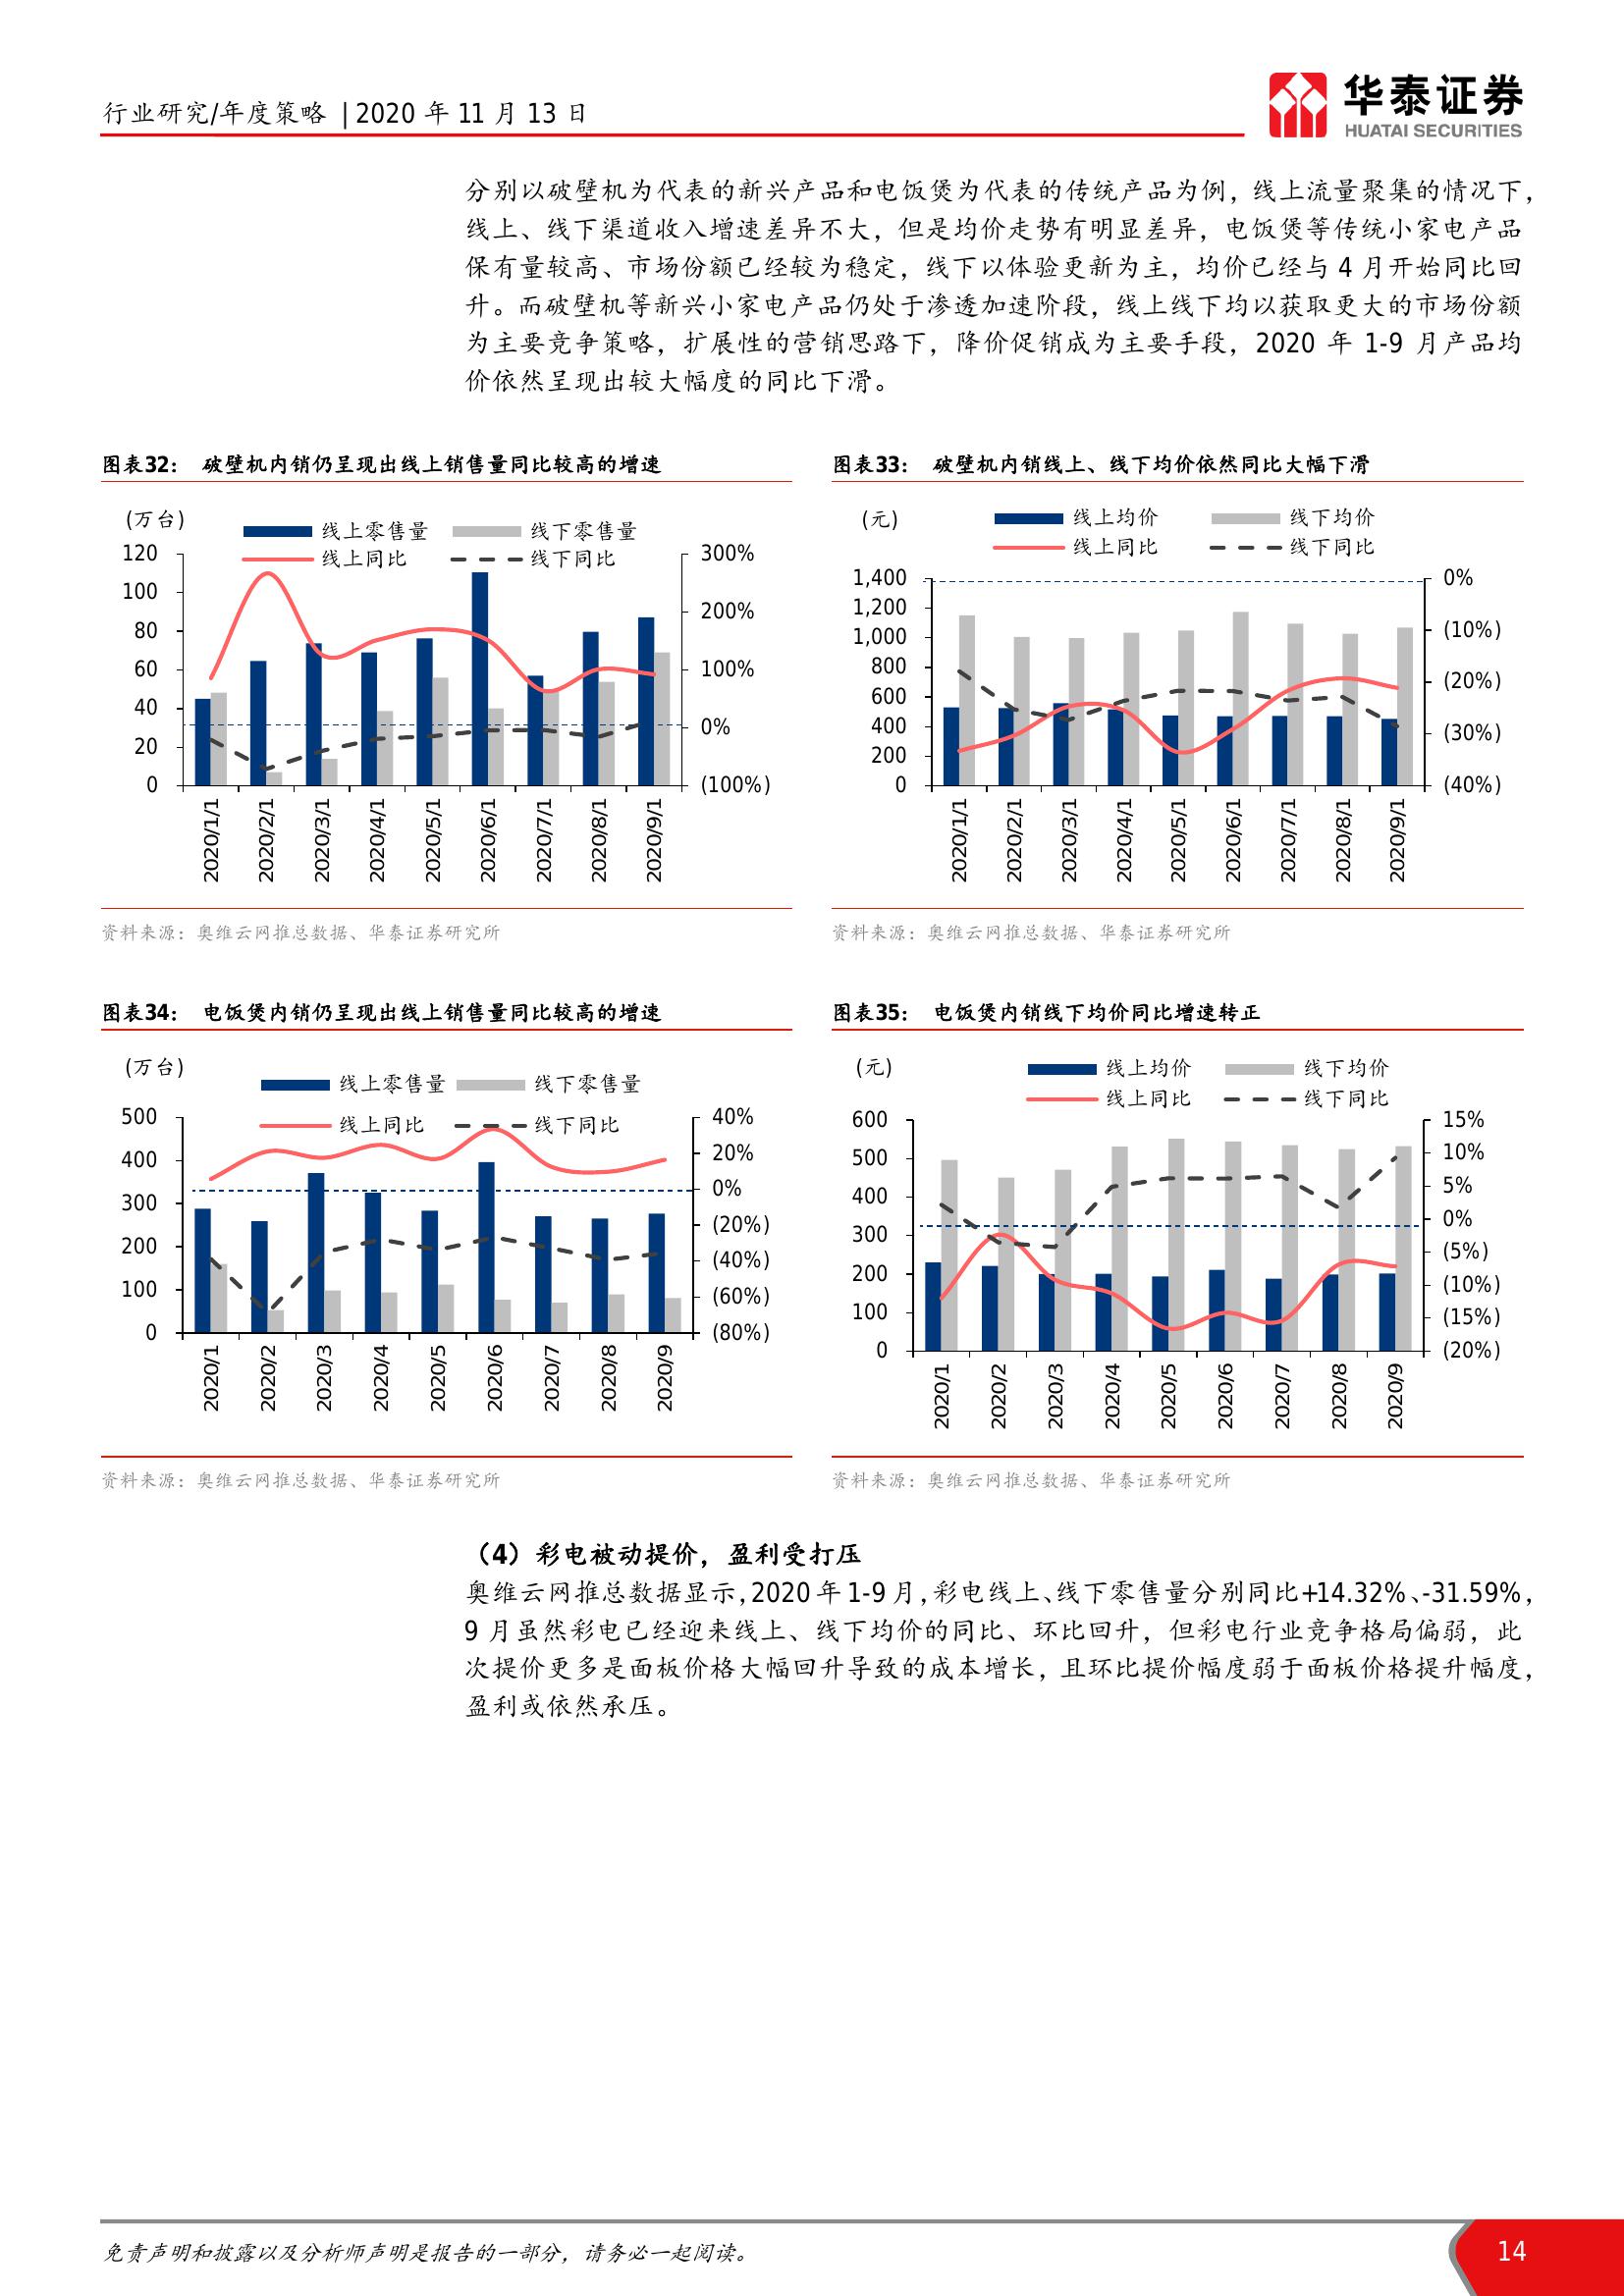 行业研究/年度策略 | 2020 年 11 月 13 日
华泰证券
HUATAI SECURITIES
分别以破壁机为代表的新兴产品和电饭煲为代表的传统产品为例，线上流量聚集的情况下，
线上、线下渠道收入增速差异不大，但是均价走势有明显差异，电饭煲等传统小家电产品
保有量较高、市场份额已经较为稳定，线下以体验更新为主，均价已经与 4 月开始同比回
升。而破壁机等新兴小家电产品仍处于渗透加速阶段，线上线下均以获取更大的市场份额
为主要竞争策略，扩展性的营销思路下，降价促销成为主要手段，2020 年 1-9 月产品均
价依然呈现出较大幅度的同比下滑。
图表32： 破壁机内销仍呈现出线上销售量同比较高的增速
(万台)
线上零售量 线下零售量
线上同比 线下同比
120 300%
100
80 200%
60 100%
40 0%
20
0 (100%)
2020/1/1 2020/2/1 2020/3/1 2020/4/1 2020/5/1 2020/6/1 2020/7/1 2020/8/1 2020/9/1
资料来源：奥维云网推总数据、华泰证券研究所
图表33： 破壁机内销线上、线下均价依然同比大幅下滑
(元)
线上均价 线下均价
线上同比 线下同比
1,400 0%
1,200
1,000 (10%)
800
600 (20%)
400 (30%)
200
0 (40%)
2020/1/1 2020/2/1 2020/3/1 2020/4/1 2020/5/1 2020/6/1 2020/7/1 2020/8/1 2020/9/1
资料来源：奥维云网推总数据、华泰证券研究所
图表34： 电饭煲内销仍呈现出线上销售量同比较高的增速
(万台)
线上零售量 线下零售量
线上同比 线下同比
500 40%
400 20%
300 0%
(20%)
200 (40%)
100 (60%)
0 (80%)
2020/1 2020/2 2020/3 2020/4 2020/5 2020/6 2020/7 2020/8 2020/9
资料来源：奥维云网推总数据、华泰证券研究所
图表35： 电饭煲内销线下均价同比增速转正
(元)
线上均价 线下均价
线上同比 线下同比
600 15%
500 10%
400 5%
300 0%
(5%)
200 (10%)
100 (15%)
0 (20%)
2020/1 2020/2 2020/3 2020/4 2020/5 2020/6 2020/7 2020/8 2020/9
资料来源：奥维云网推总数据、华泰证券研究所
（4）彩电被动提价，盈利受打压
奥维云网推总数据显示，2020 年 1-9 月，彩电线上、线下零售量分别同比+14.32%、-31.59%，
9 月虽然彩电已经迎来线上、线下均价的同比、环比回升，但彩电行业竞争格局偏弱，此
次提价更多是面板价格大幅回升导致的成本增长，且环比提价幅度弱于面板价格提升幅度，
盈利或依然承压。
免责声明和披露以及分析师声明是报告的一部分，请务必一起阅读。
14